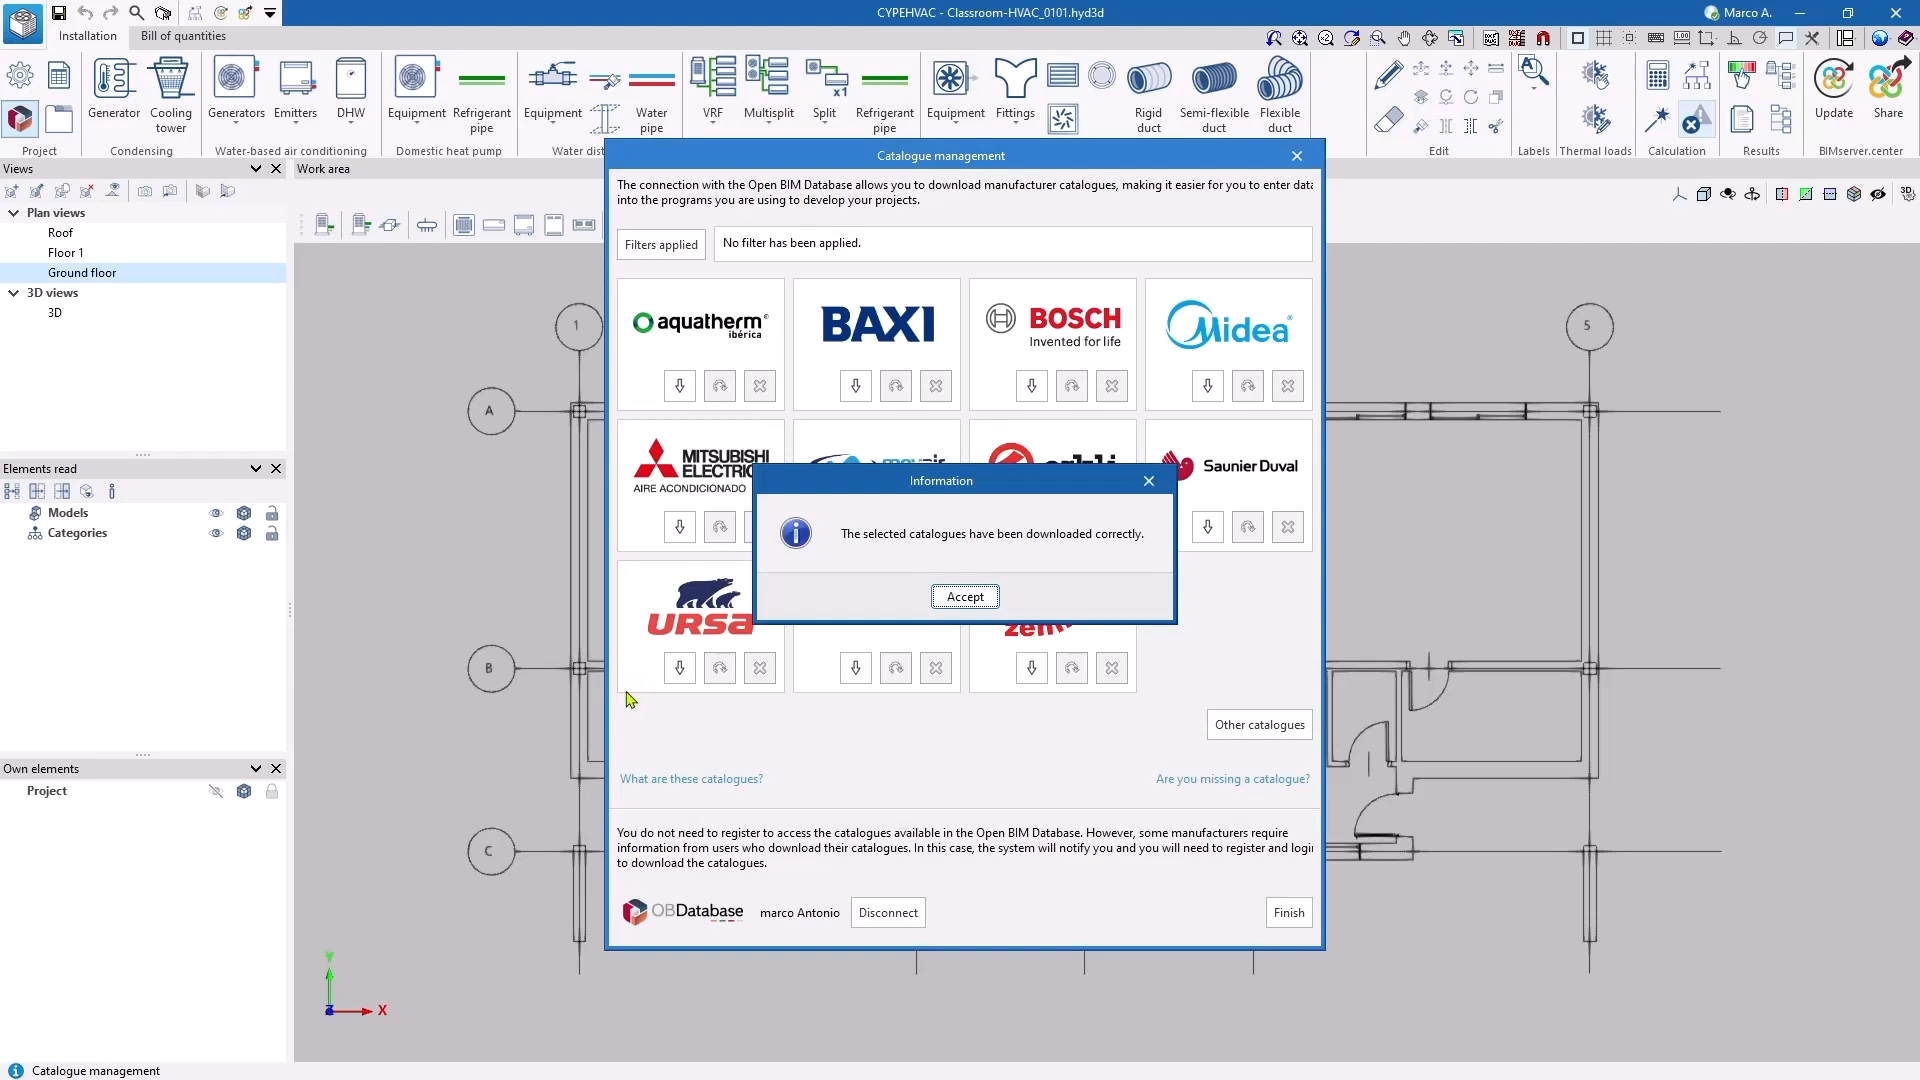 CYPEHVAC - Classroom-HVAC_0101.hyd3d
Marco A.
Installation
Bill of quantities
Generator
Cooling
tower
Generators
Emitters
DHW
Equipment
Refrigerant
pipe
Equipment
Water
pipe
VRF
Multisplit
x1
Split
Refrigerant
pipe
Equipment
Fittings
Rigid
duct
Semi-flexible
duct
Flexible
duct
Update
Share
Project
Condensing
Water-based air conditioning
Domestic heat pump
Water dist
Edit
Labels
Thermal loads
Calculation
Results
BIMserver.center
Views
Plan views
Roof
Floor 1
Ground floor
3D views
3D
Elements read
Models
Categories
Own elements
Project
Work area
Catalogue management
The connection with the Open BIM Database allows you to download manufacturer catalogues, making it easier for you to enter data
into the programs you are using to develop your projects.
Filters applied
No filter has been applied.
aquatherm
ibérica
BAXI
BOSCH
Invented for life
Midea
MITSUBISHI
ELECTRIC
AIRE ACONDICIONADO
Saunier Duval
Information
The selected catalogues have been downloaded correctly.
Accept
URSA
Other catalogues
What are these catalogues?
Are you missing a catalogue?
You do not need to register to access the catalogues available in the Open BIM Database. However, some manufacturers require
information from users who download their catalogues. In this case, the system will notify you and you will need to register and login
to download the catalogues.
OBDatabase
marco Antonio
Disconnect
Finish
1
5
A
B
C
Y
Z
X
Catalogue management